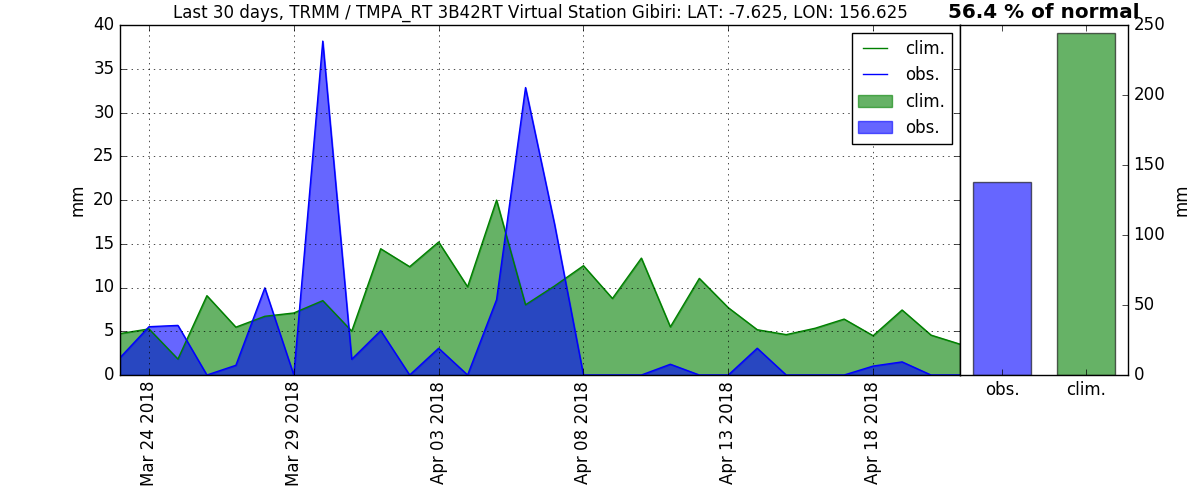 Last 30 days, TRMM / TMPA_RT 3B42RT Virtual Station Gibiri: LAT: -7.625, LON: 156.625
56.4 % of normal
40
35
30
25
20
15
10
5
0
mm
clim.
obs.
clim.
obs.
250
200
150
100
50
0
mm
Mar 24 2018
Mar 29 2018
Apr 03 2018
Apr 08 2018
Apr 13 2018
Apr 18 2018
obs.
clim.